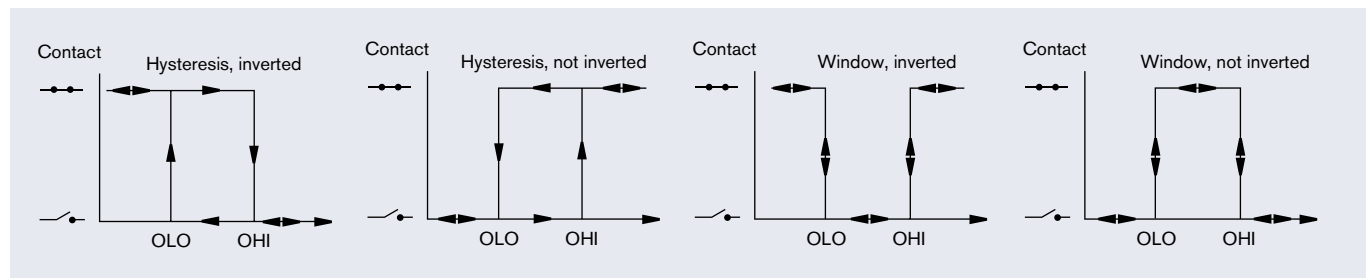 Contact
Hysteresis, inverted
OLO
OHI
Contact
Hysteresis, not inverted
OLO
OHI
Contact
Window, inverted
OLO
OHI
Contact
Window, not inverted
OLO
OHI